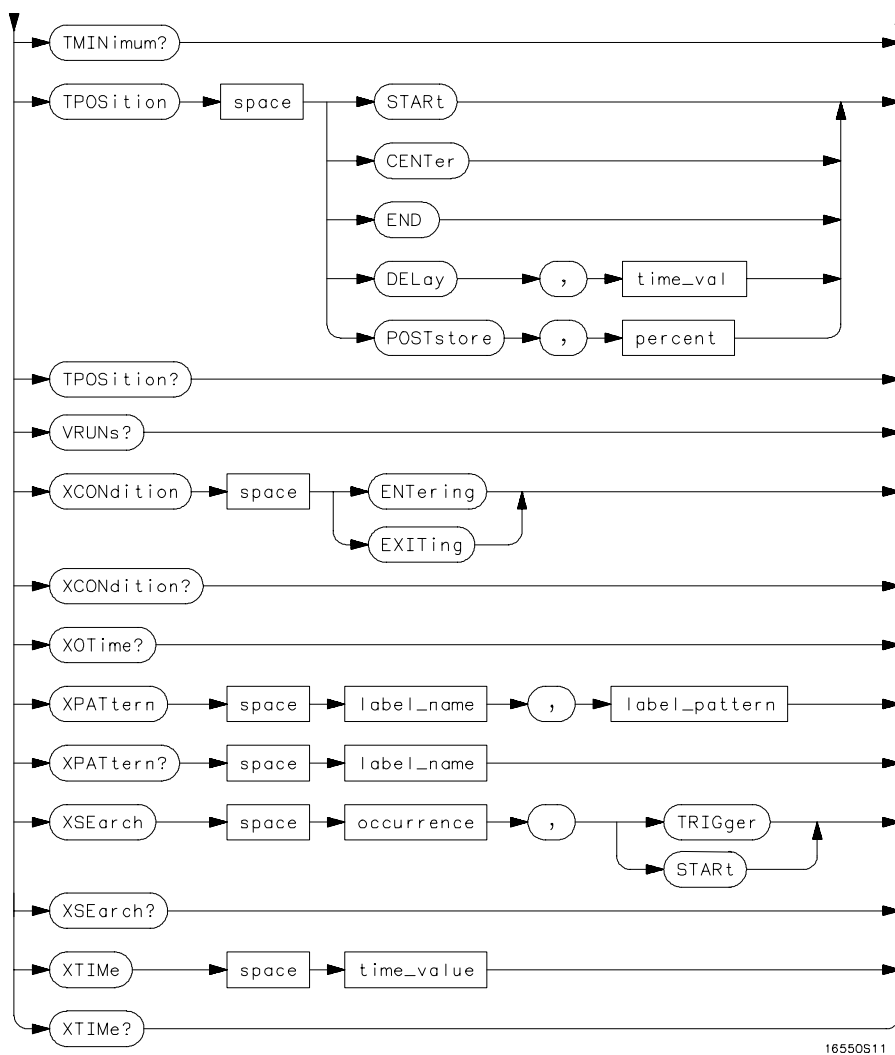 TMINimum?
TPOSition space STARt
CENTer
END
DELay , time_val
POSTstore , percent
TPOSition?
VRUNs?
XCONdition space ENTering
EXITing
XCONdition?
XOTime?
XPATtern space label_name , label_pattern
XPATtern? space label_name
XSEarch space occurrence , TRIGger
STARt
XSEarch?
XTIMe space time_value
XTIMe?
16550S11